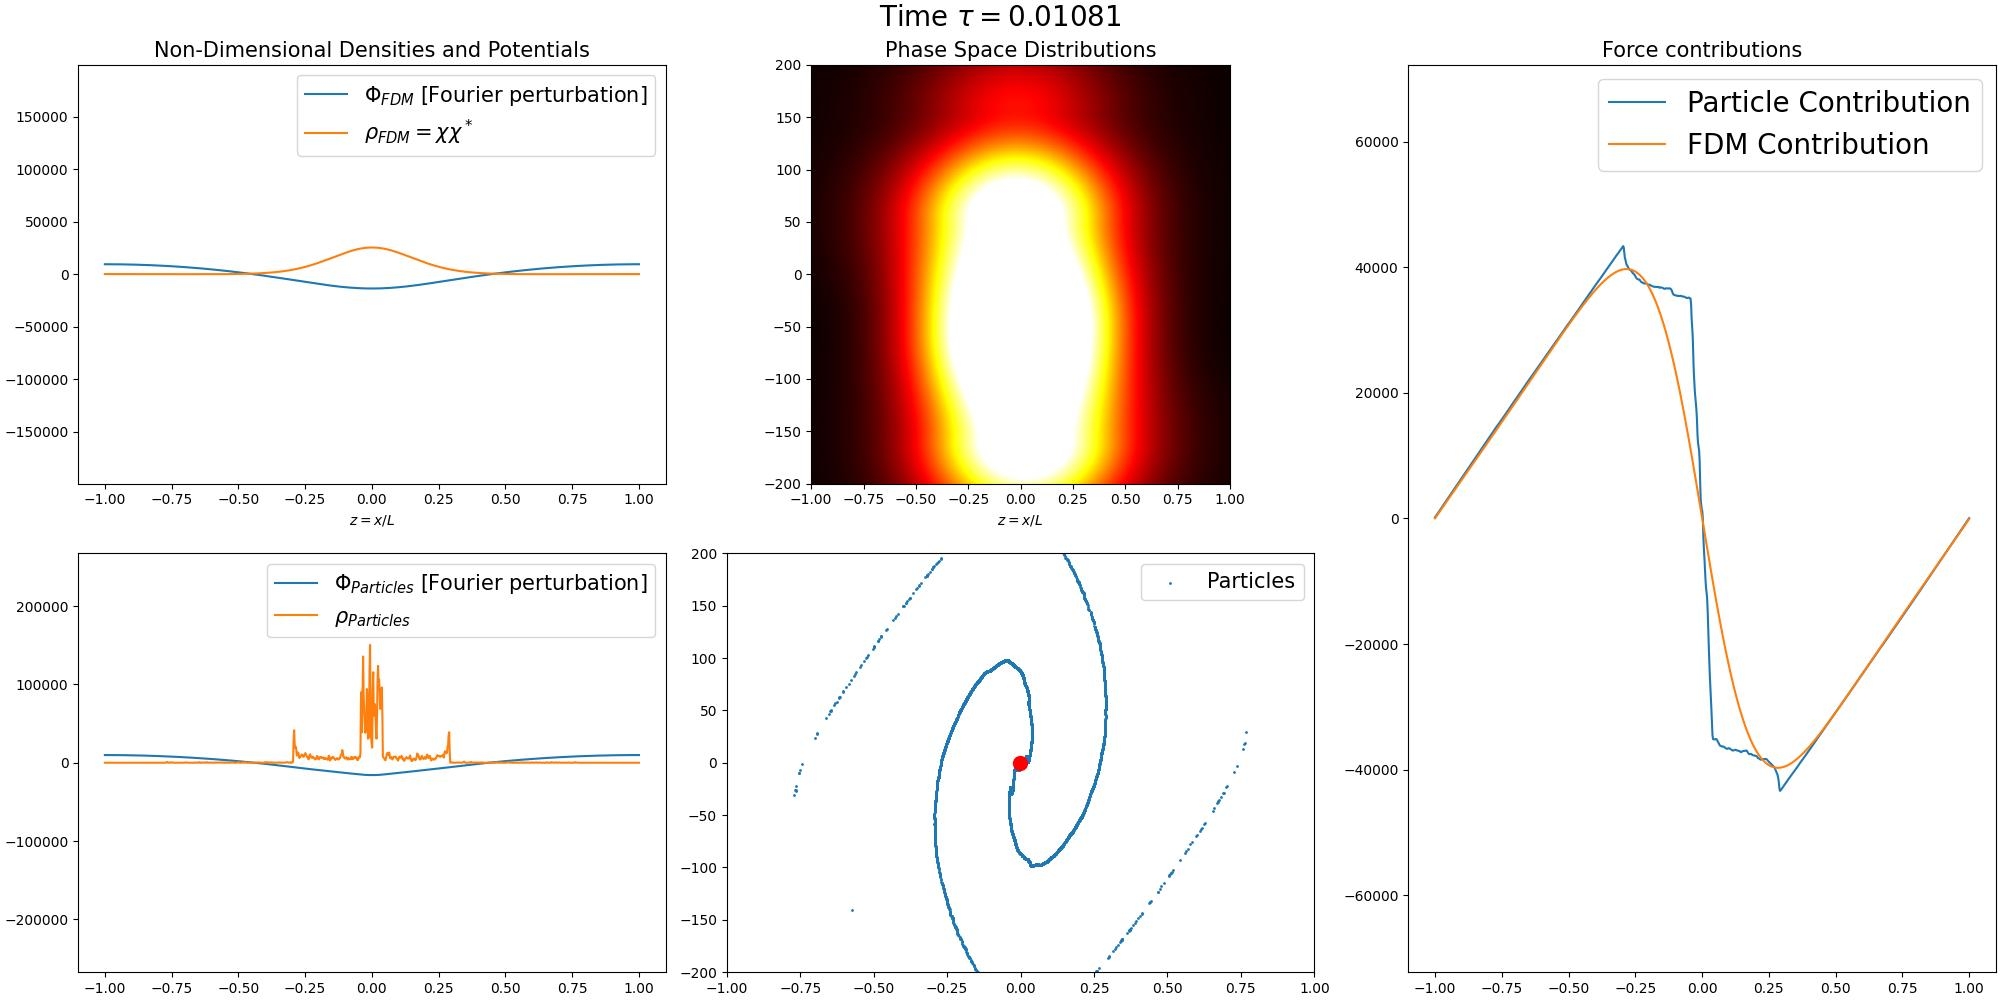 Time τ = 0.01081
Non-Dimensional Densities and Potentials
Φ_FDM [Fourier perturbation]
ρ_FDM = χχ*
150000
100000
50000
0
−50000
−100000
−150000
−1.00 −0.75 −0.50 −0.25 0.00 0.25 0.50 0.75 1.00
z = x/L
Phase Space Distributions
200
150
100
50
0
−50
−100
−150
−200
−1.00 −0.75 −0.50 −0.25 0.00 0.25 0.50 0.75 1.00
z = x/L
Force contributions
Particle Contribution
FDM Contribution
60000
40000
20000
0
−20000
−40000
−60000
−1.00 −0.75 −0.50 −0.25 0.00 0.25 0.50 0.75 1.00
Φ_Particles [Fourier perturbation]
ρ_Particles
200000
100000
0
−100000
−200000
−1.00 −0.75 −0.50 −0.25 0.00 0.25 0.50 0.75 1.00
Particles
200
150
100
50
0
−50
−100
−150
−200
−1.00 −0.75 −0.50 −0.25 0.00 0.25 0.50 0.75 1.00